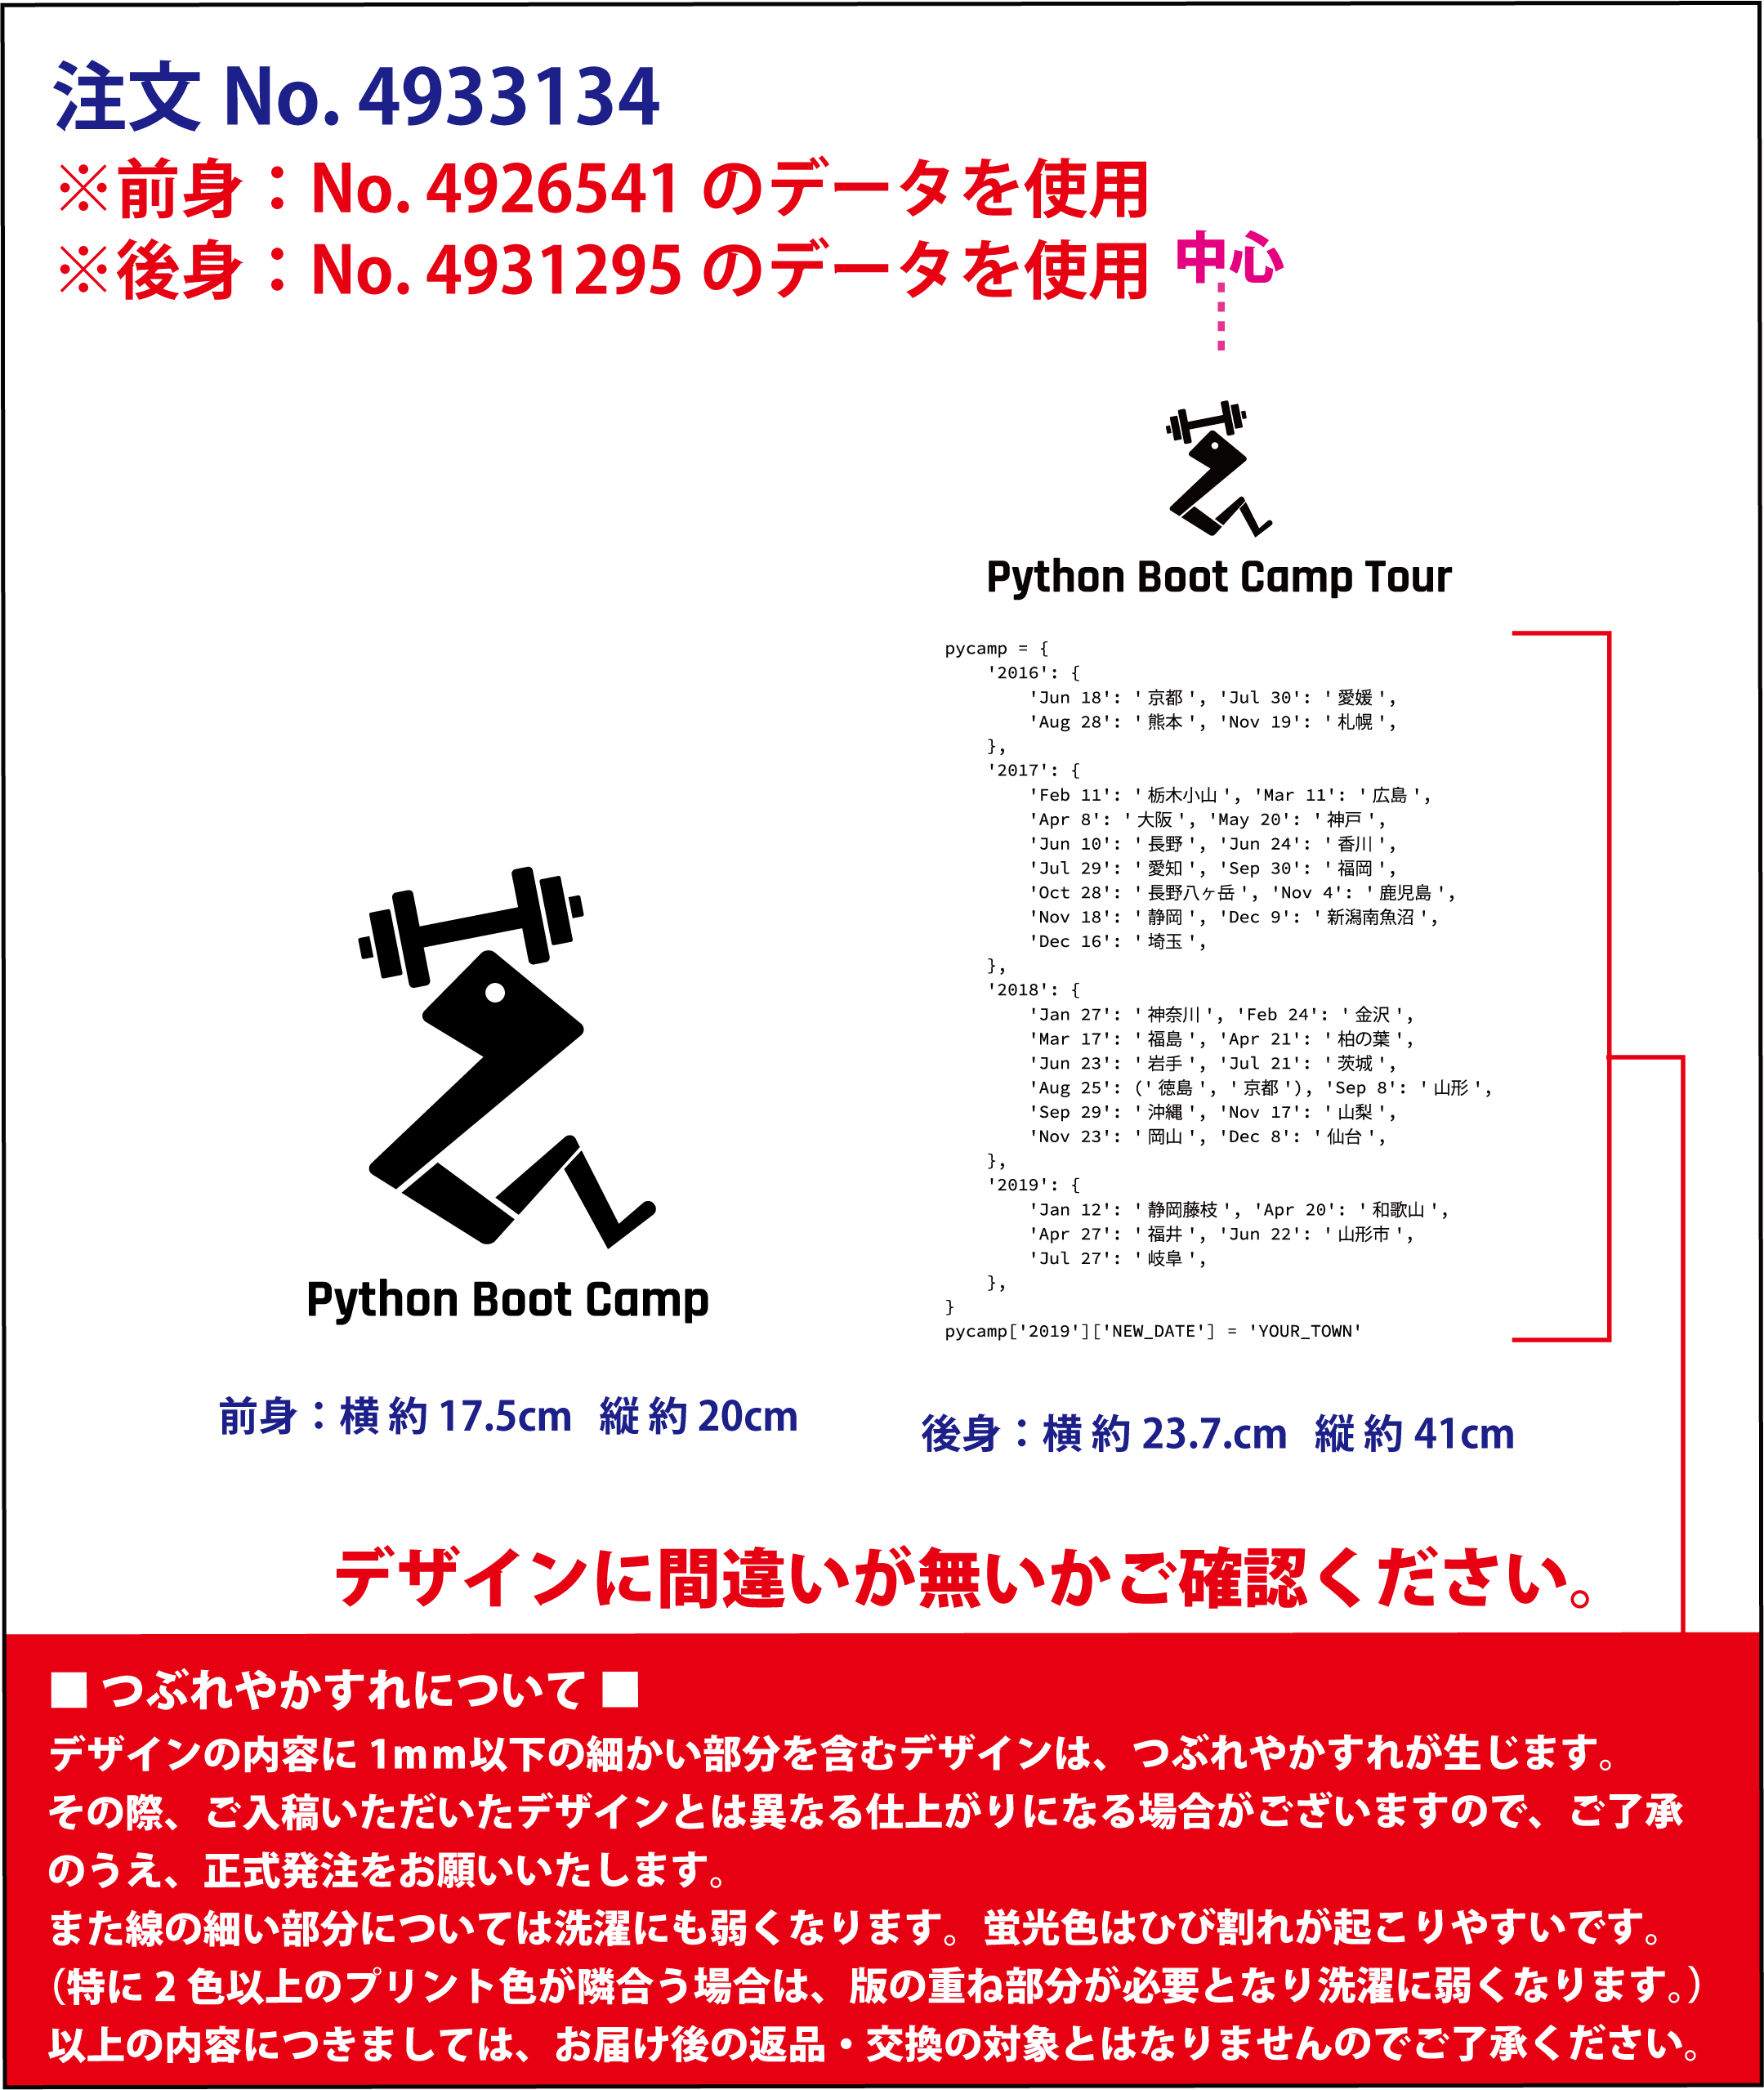 注文 No. 4933134
※前身：No. 4926541 のデータを使用
※後身：No. 4931295 のデータを使用
中心
Python Boot Camp Tour
pycamp = {
    '2016': {
        'Jun 18': '京都', 'Jul 30': '愛媛',
        'Aug 28': '熊本', 'Nov 19': '札幌',
    },
    '2017': {
        'Feb 11': '栃木小山', 'Mar 11': '広島',
        'Apr 8': '大阪', 'May 20': '神戸',
        'Jun 10': '長野', 'Jun 24': '香川',
        'Jul 29': '愛知', 'Sep 30': '福岡',
        'Oct 28': '長野八ヶ岳', 'Nov 4': '鹿児島',
        'Nov 18': '静岡', 'Dec 9': '新潟南魚沼',
        'Dec 16': '埼玉',
    },
    '2018': {
        'Jan 27': '神奈川', 'Feb 24': '金沢',
        'Mar 17': '福島', 'Apr 21': '柏の葉',
        'Jun 23': '岩手', 'Jul 21': '茨城',
        'Aug 25': ('徳島', '京都'), 'Sep 8': '山形',
        'Sep 29': '沖縄', 'Nov 17': '山梨',
        'Nov 23': '岡山', 'Dec 8': '仙台',
    },
    '2019': {
        'Jan 12': '静岡藤枝', 'Apr 20': '和歌山',
        'Apr 27': '福井', 'Jun 22': '山形市',
        'Jul 27': '岐阜',
    },
}
pycamp['2019']['NEW_DATE'] = 'YOUR_TOWN'
Python Boot Camp
前身：横 約 17.5cm 縦 約 20cm
後身：横 約 23.7.cm 縦 約 41cm
デザインに間違いが無いかご確認ください。
■ つぶれやかすれについて ■
デザインの内容に 1mm以下の細かい部分を含むデザインは、つぶれやかすれが生じます。
その際、ご入稿いただいたデザインとは異なる仕上がりになる場合がございますので、ご了承
のうえ、正式発注をお願いいたします。
また線の細い部分については洗濯にも弱くなります。蛍光色はひび割れが起こりやすいです。
（特に 2 色以上のプリント色が隣合う場合は、版の重ね部分が必要となり洗濯に弱くなります。）
以上の内容につきましては、お届け後の返品・交換の対象とはなりませんのでご了承ください。